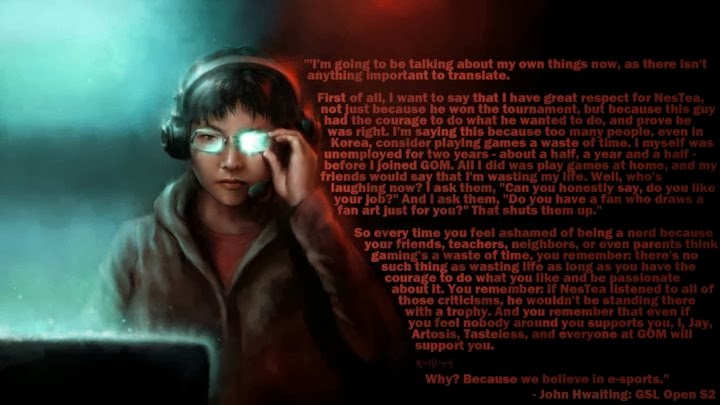 "'I'm going to be talking about my own things now, as there isn't
anything important to translate.
First of all, I want to say that I have great respect for NesTea,
not just because he won the tournament, but because this guy
had the courage to do what he wanted to do, and prove he
was right. I'm saying this because too many people, even in
Korea, consider playing games a waste of time. I myself was
unemployed for two years - about a half, a year and a half -
before I joined GOM. All I did was play games at home, and my
friends would say that I'm wasting my life. Well, who's
laughing now? I ask them, "Can you honestly say, do you like
your job?" And I ask them, "Do you have a fan who draws a
fan art just for you?" That shuts them up."
So every time you feel ashamed of being a nerd because
your friends, teachers, neighbors, or even parents think
gaming's a waste of time, you remember: there's no
such thing as wasting life as long as you have the
courage to do what you like and be passionate
about it. You remember: if NesTea listened to all of
those criticisms, he wouldn't be standing there
with a trophy. And you remember that even if
you feel nobody around you supports you, I, Jay,
Artosis, Tasteless, and everyone at GOM will
support you.
Why? Because we believe in e-sports."
- John Hwaiting: GSL Open S2